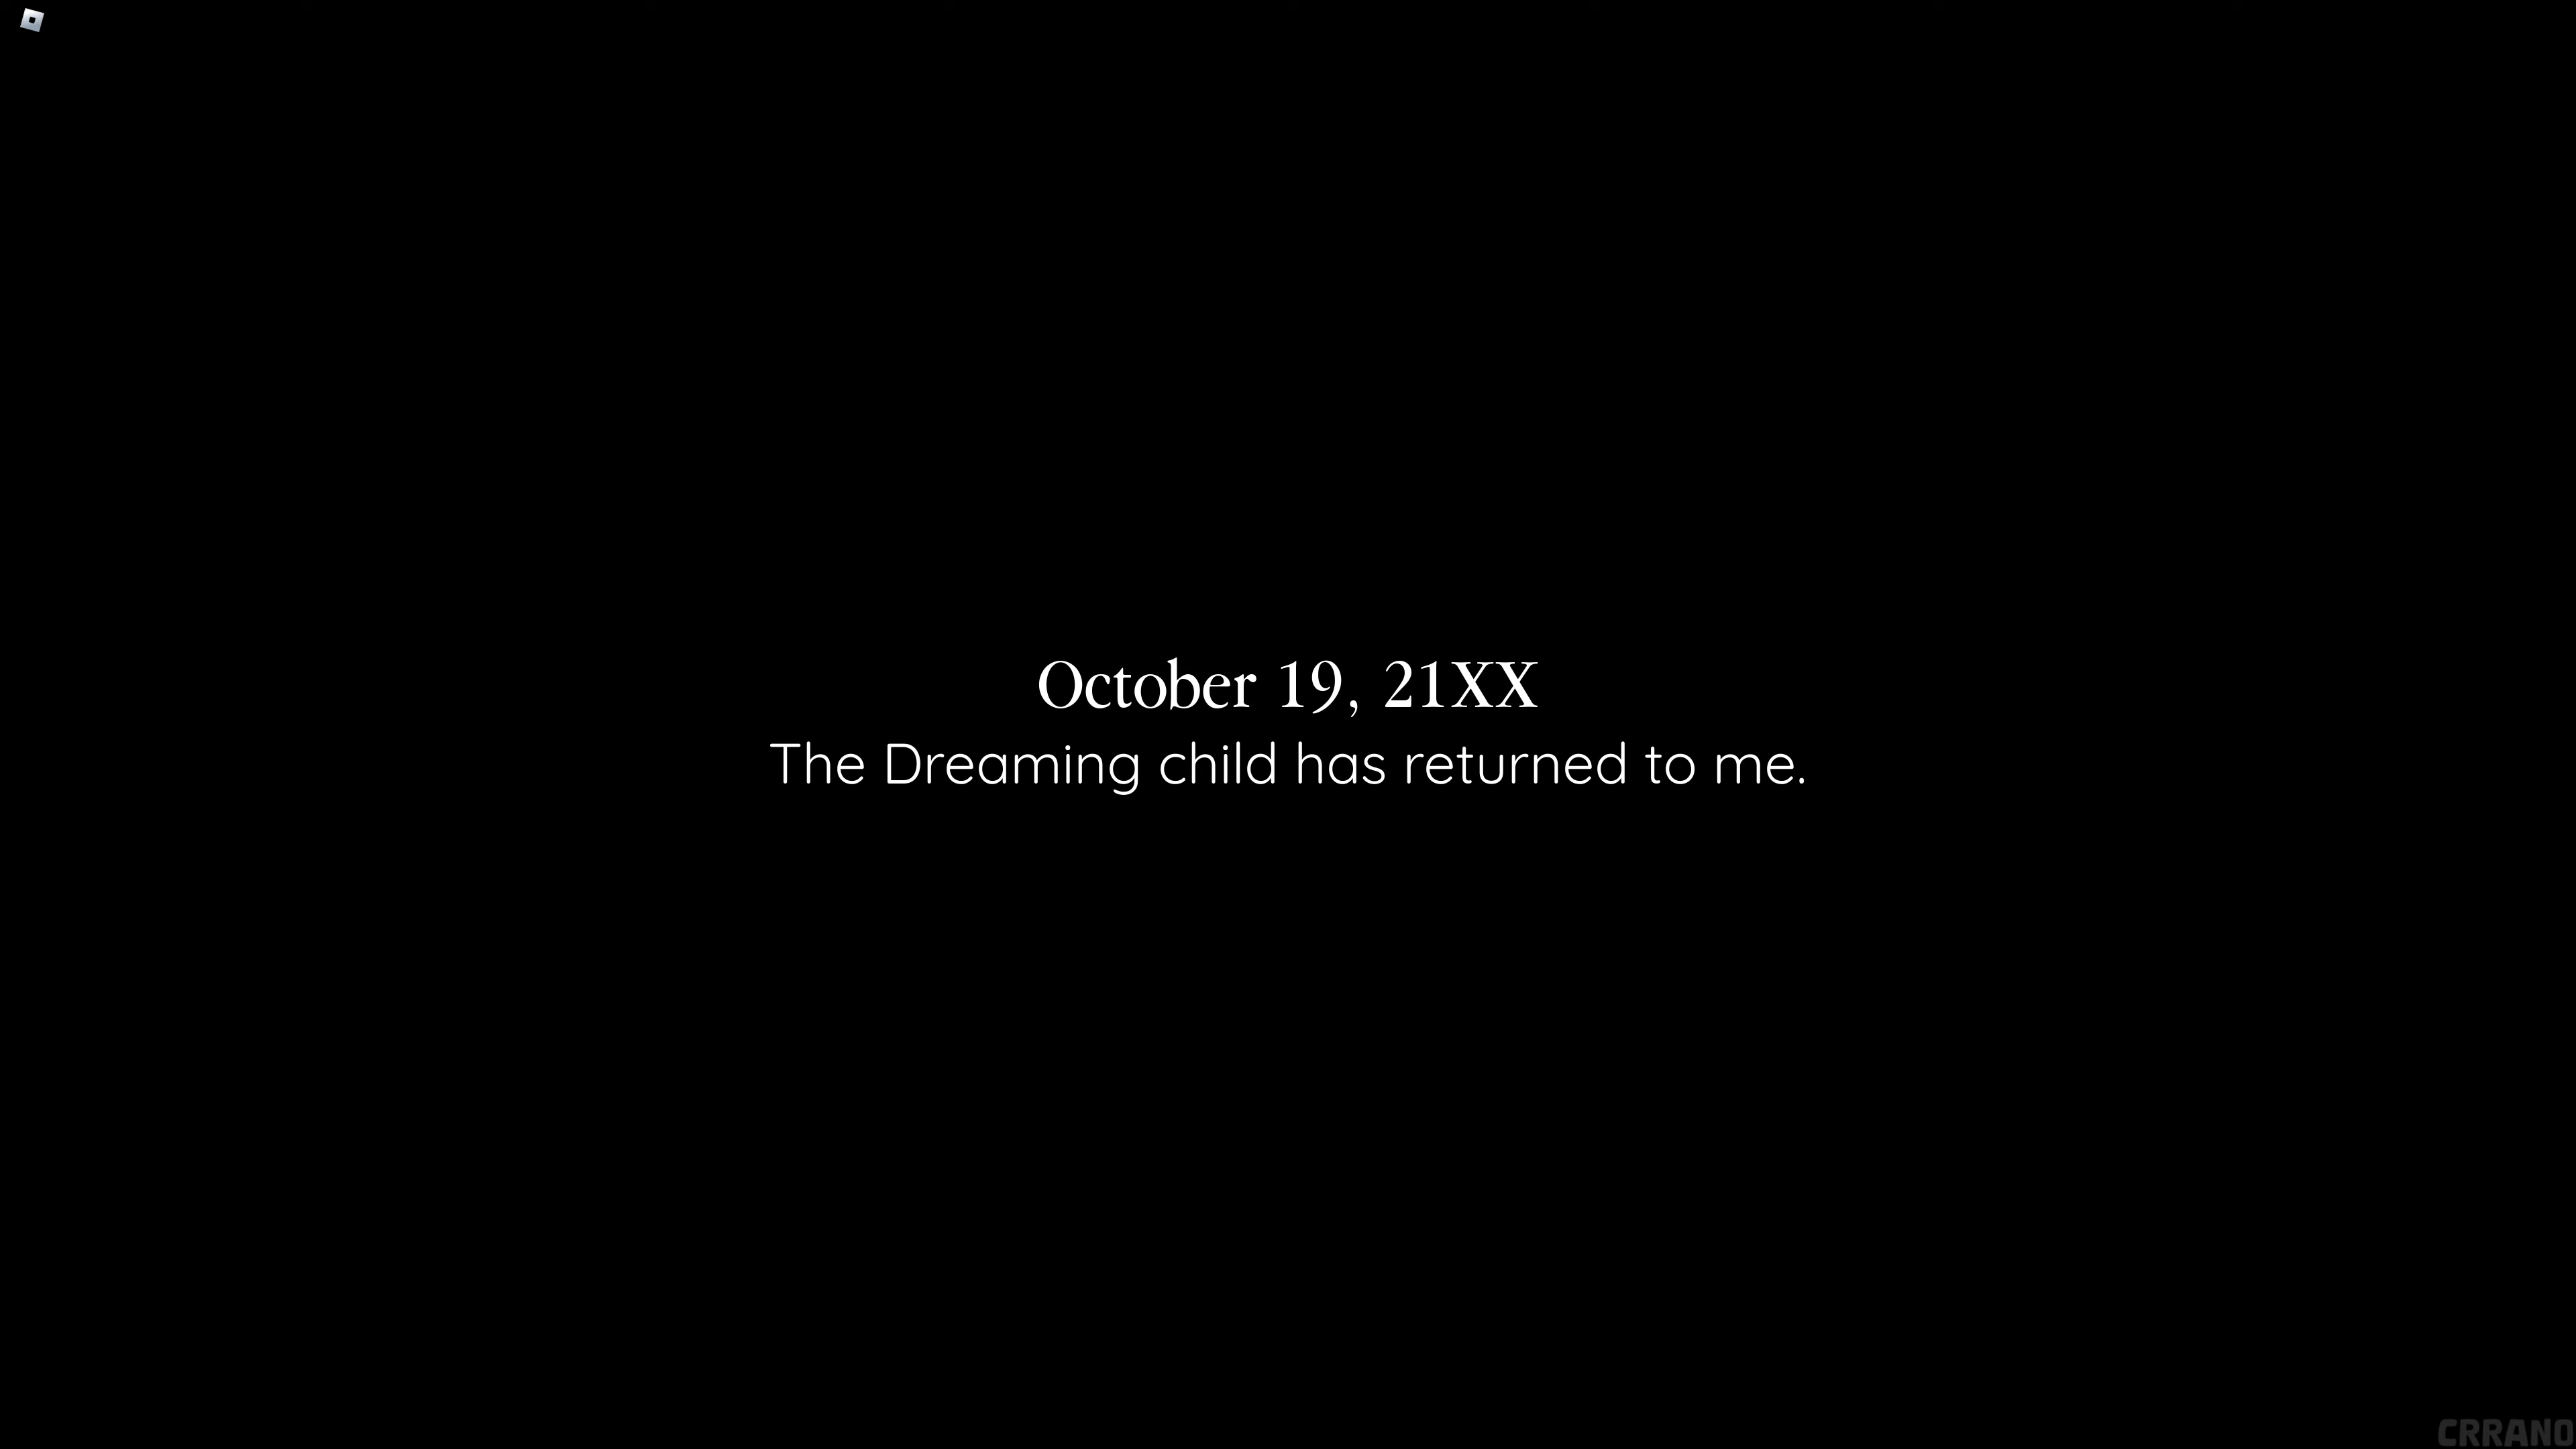 October 19, 21XX
The Dreaming child has returned to me.
CRRANO